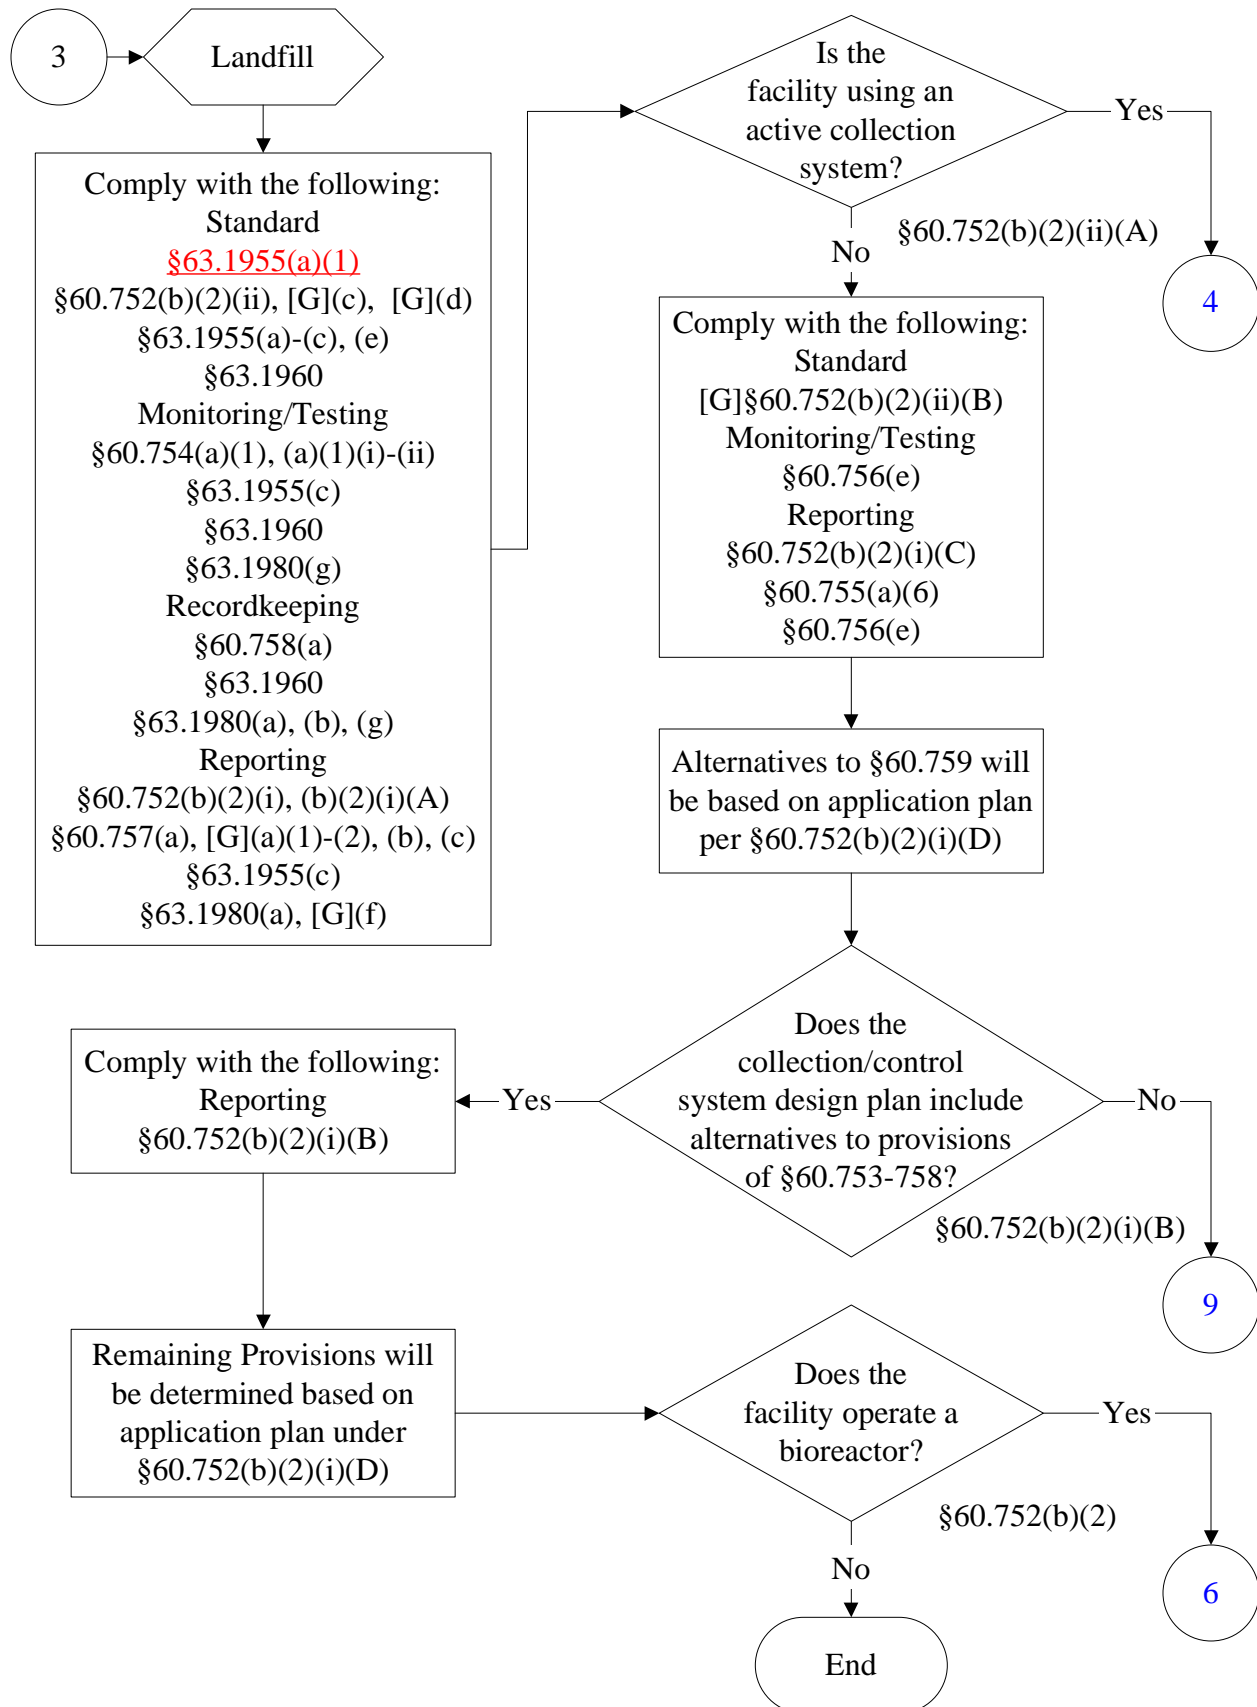 3
Landfill
Comply with the following:
Standard
§63.1955(a)(1)
§60.752(b)(2)(ii), [G](c), [G](d)
§63.1955(a)-(c), (e)
§63.1960
Monitoring/Testing
§60.754(a)(1), (a)(1)(i)-(ii)
§63.1955(c)
§63.1960
§63.1980(g)
Recordkeeping
§60.758(a)
§63.1960
§63.1980(a), (b), (g)
Reporting
§60.752(b)(2)(i), (b)(2)(i)(A)
§60.757(a), [G](a)(1)-(2), (b), (c)
§63.1955(c)
§63.1980(a), [G](f)
Is the
facility using an
active collection
system?
Yes
§60.752(b)(2)(ii)(A)
4
No
Comply with the following:
Standard
[G]§60.752(b)(2)(ii)(B)
Monitoring/Testing
§60.756(e)
Reporting
§60.752(b)(2)(i)(C)
§60.755(a)(6)
§60.756(e)
Alternatives to §60.759 will
be based on application plan
per §60.752(b)(2)(i)(D)
Does the
collection/control
system design plan include
alternatives to provisions
of §60.753-758?
No
§60.752(b)(2)(i)(B)
9
Yes
Comply with the following:
Reporting
§60.752(b)(2)(i)(B)
Remaining Provisions will
be determined based on
application plan under
§60.752(b)(2)(i)(D)
Does the
facility operate a
bioreactor?
Yes
§60.752(b)(2)
6
No
End